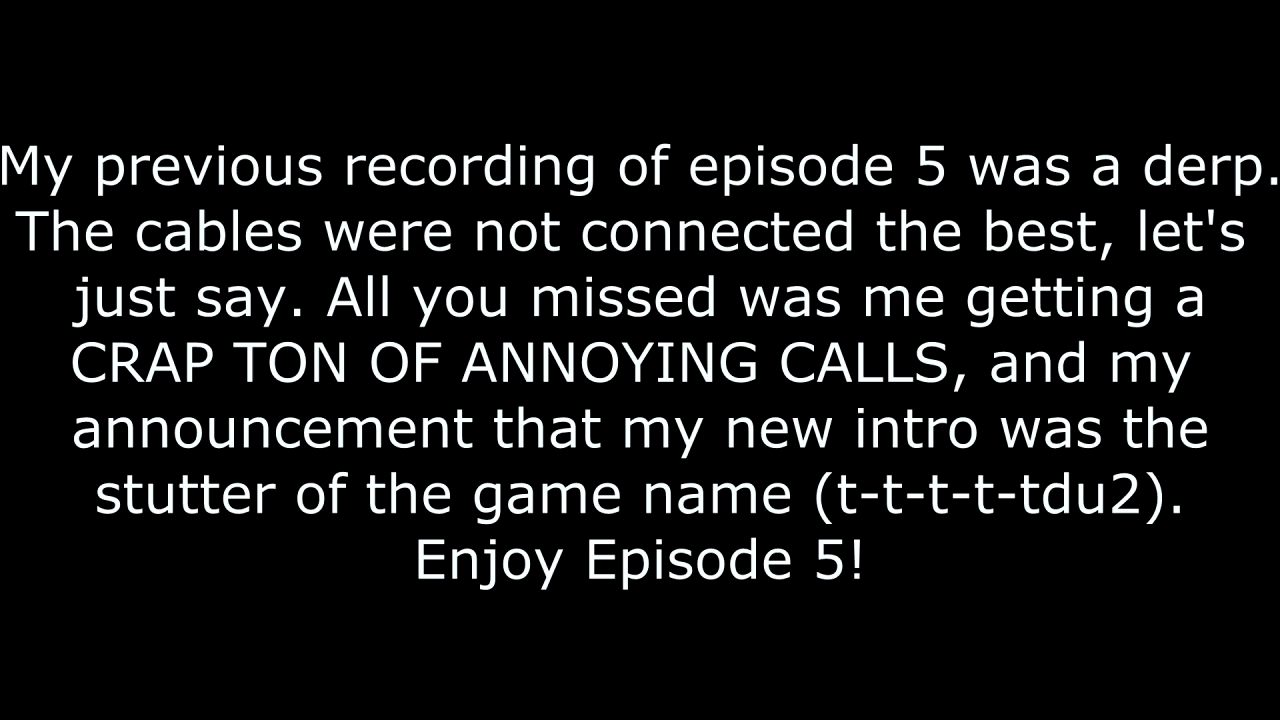 My previous recording of episode 5 was a derp.
The cables were not connected the best, let's
just say. All you missed was me getting a
CRAP TON OF ANNOYING CALLS, and my
announcement that my new intro was the
stutter of the game name (t-t-t-t-tdu2).
Enjoy Episode 5!